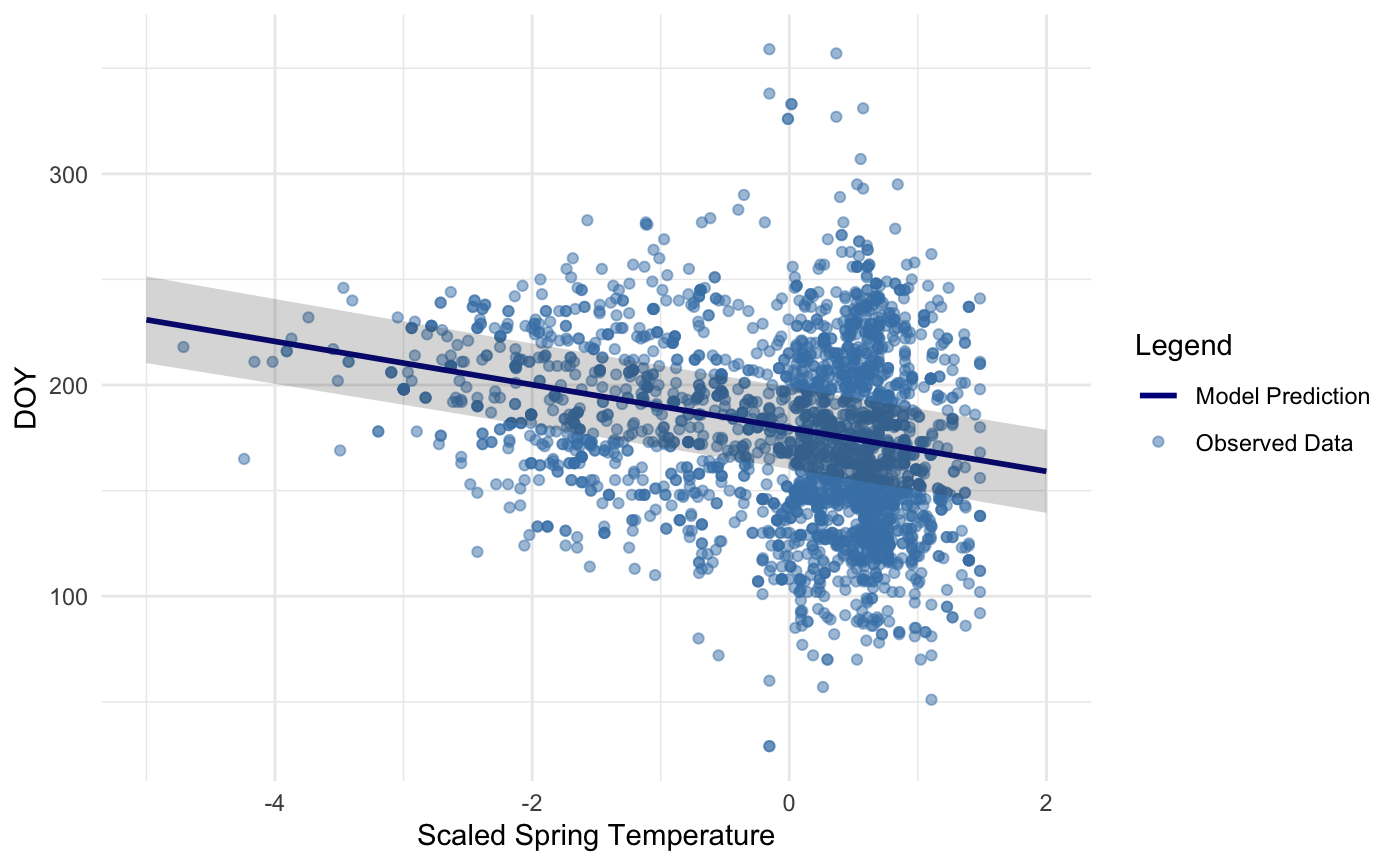 300
200
100
DOY
-4
-2
0
2
Scaled Spring Temperature
Legend
Model Prediction
Observed Data